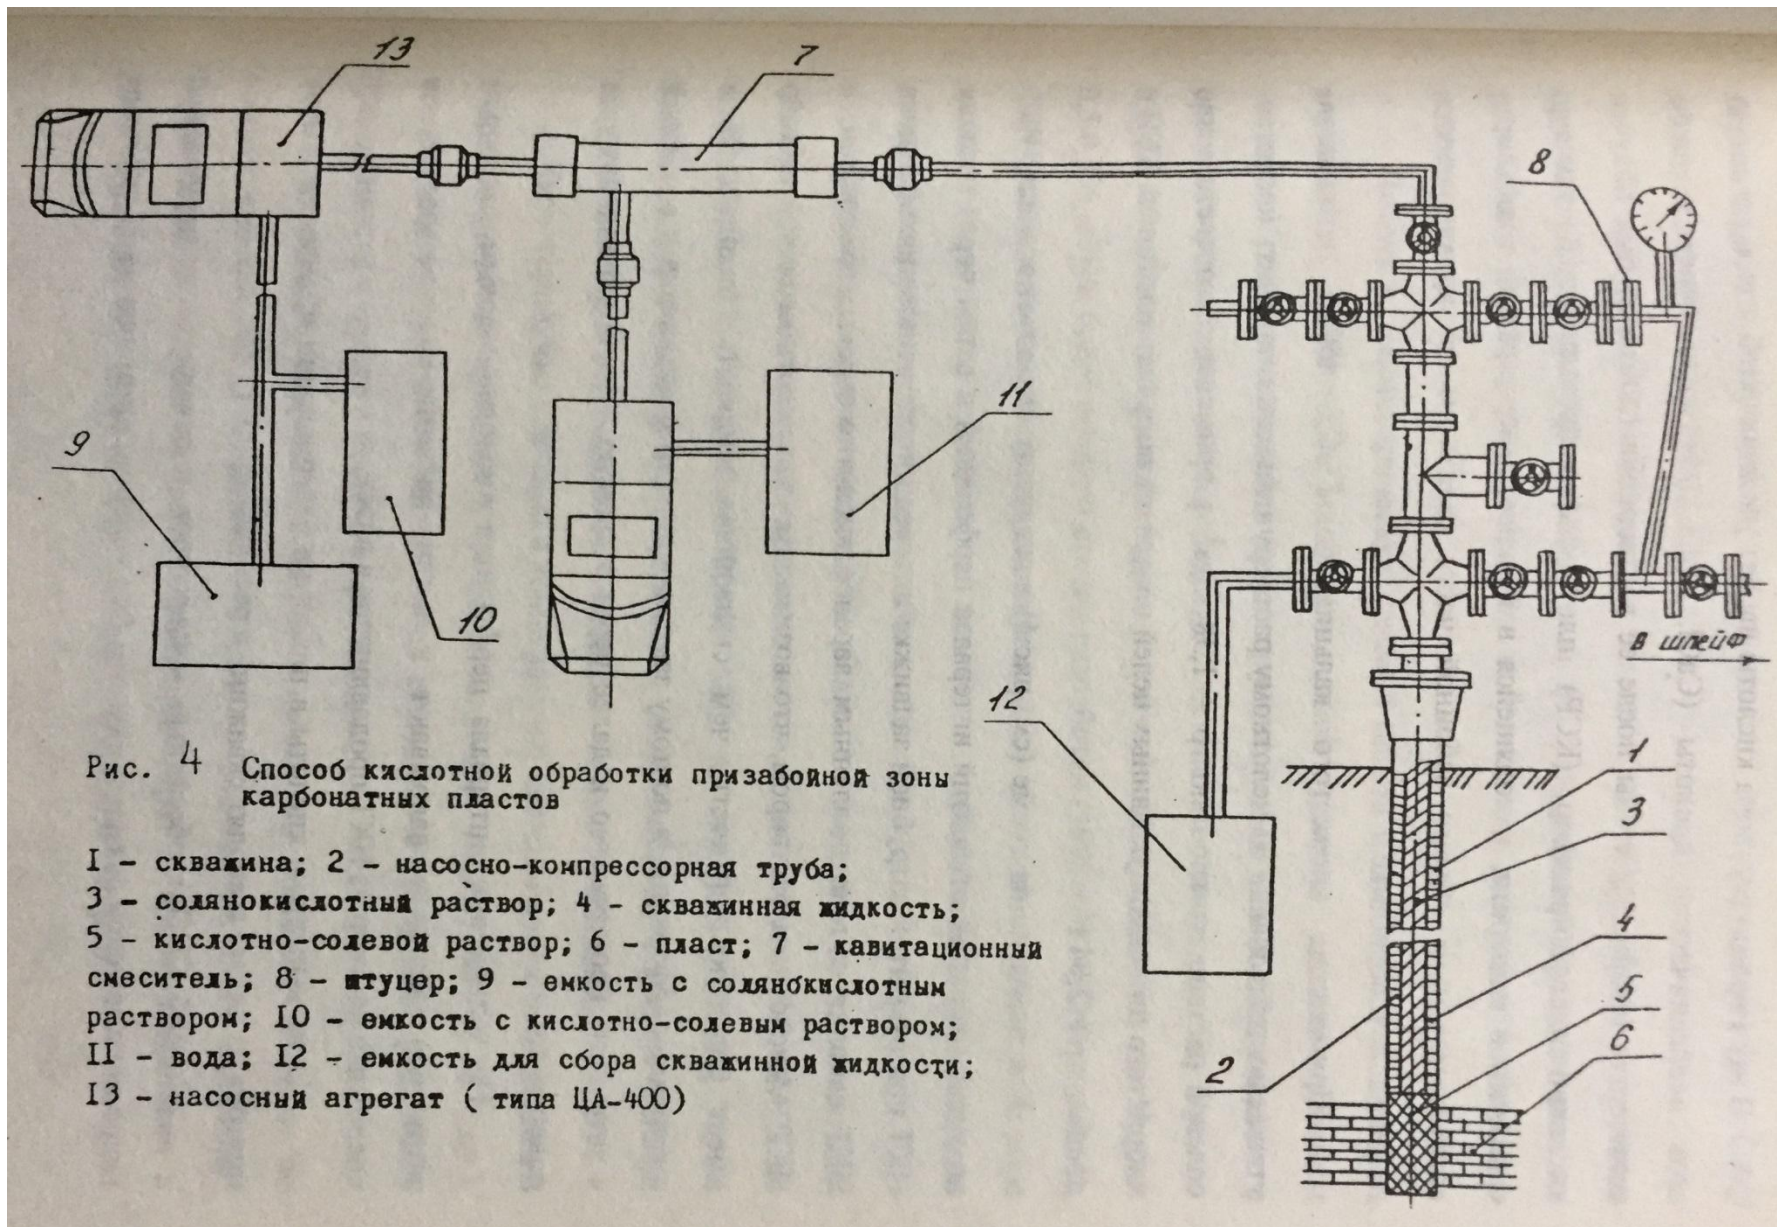 13
7
8
9
11
10
В шлейф
12
1
3
4
5
6
2
Рис. 4 Способ кислотной обработки призабойной зоны
карбонатных пластов
I - скважина; 2 - насосно-компрессорная труба;
3 - солянокислотный раствор; 4 - скважинная жидкость;
5 - кислотно-солевой раствор; 6 - пласт; 7 - кавитационный
смеситель; 8 - штуцер; 9 - емкость с солянокислотным
раствором; IO - емкость с кислотно-солевым раствором;
II - вода; I2 - емкость для сбора скважинной жидкости;
I3 - насосный агрегат ( типа ЦА-400)